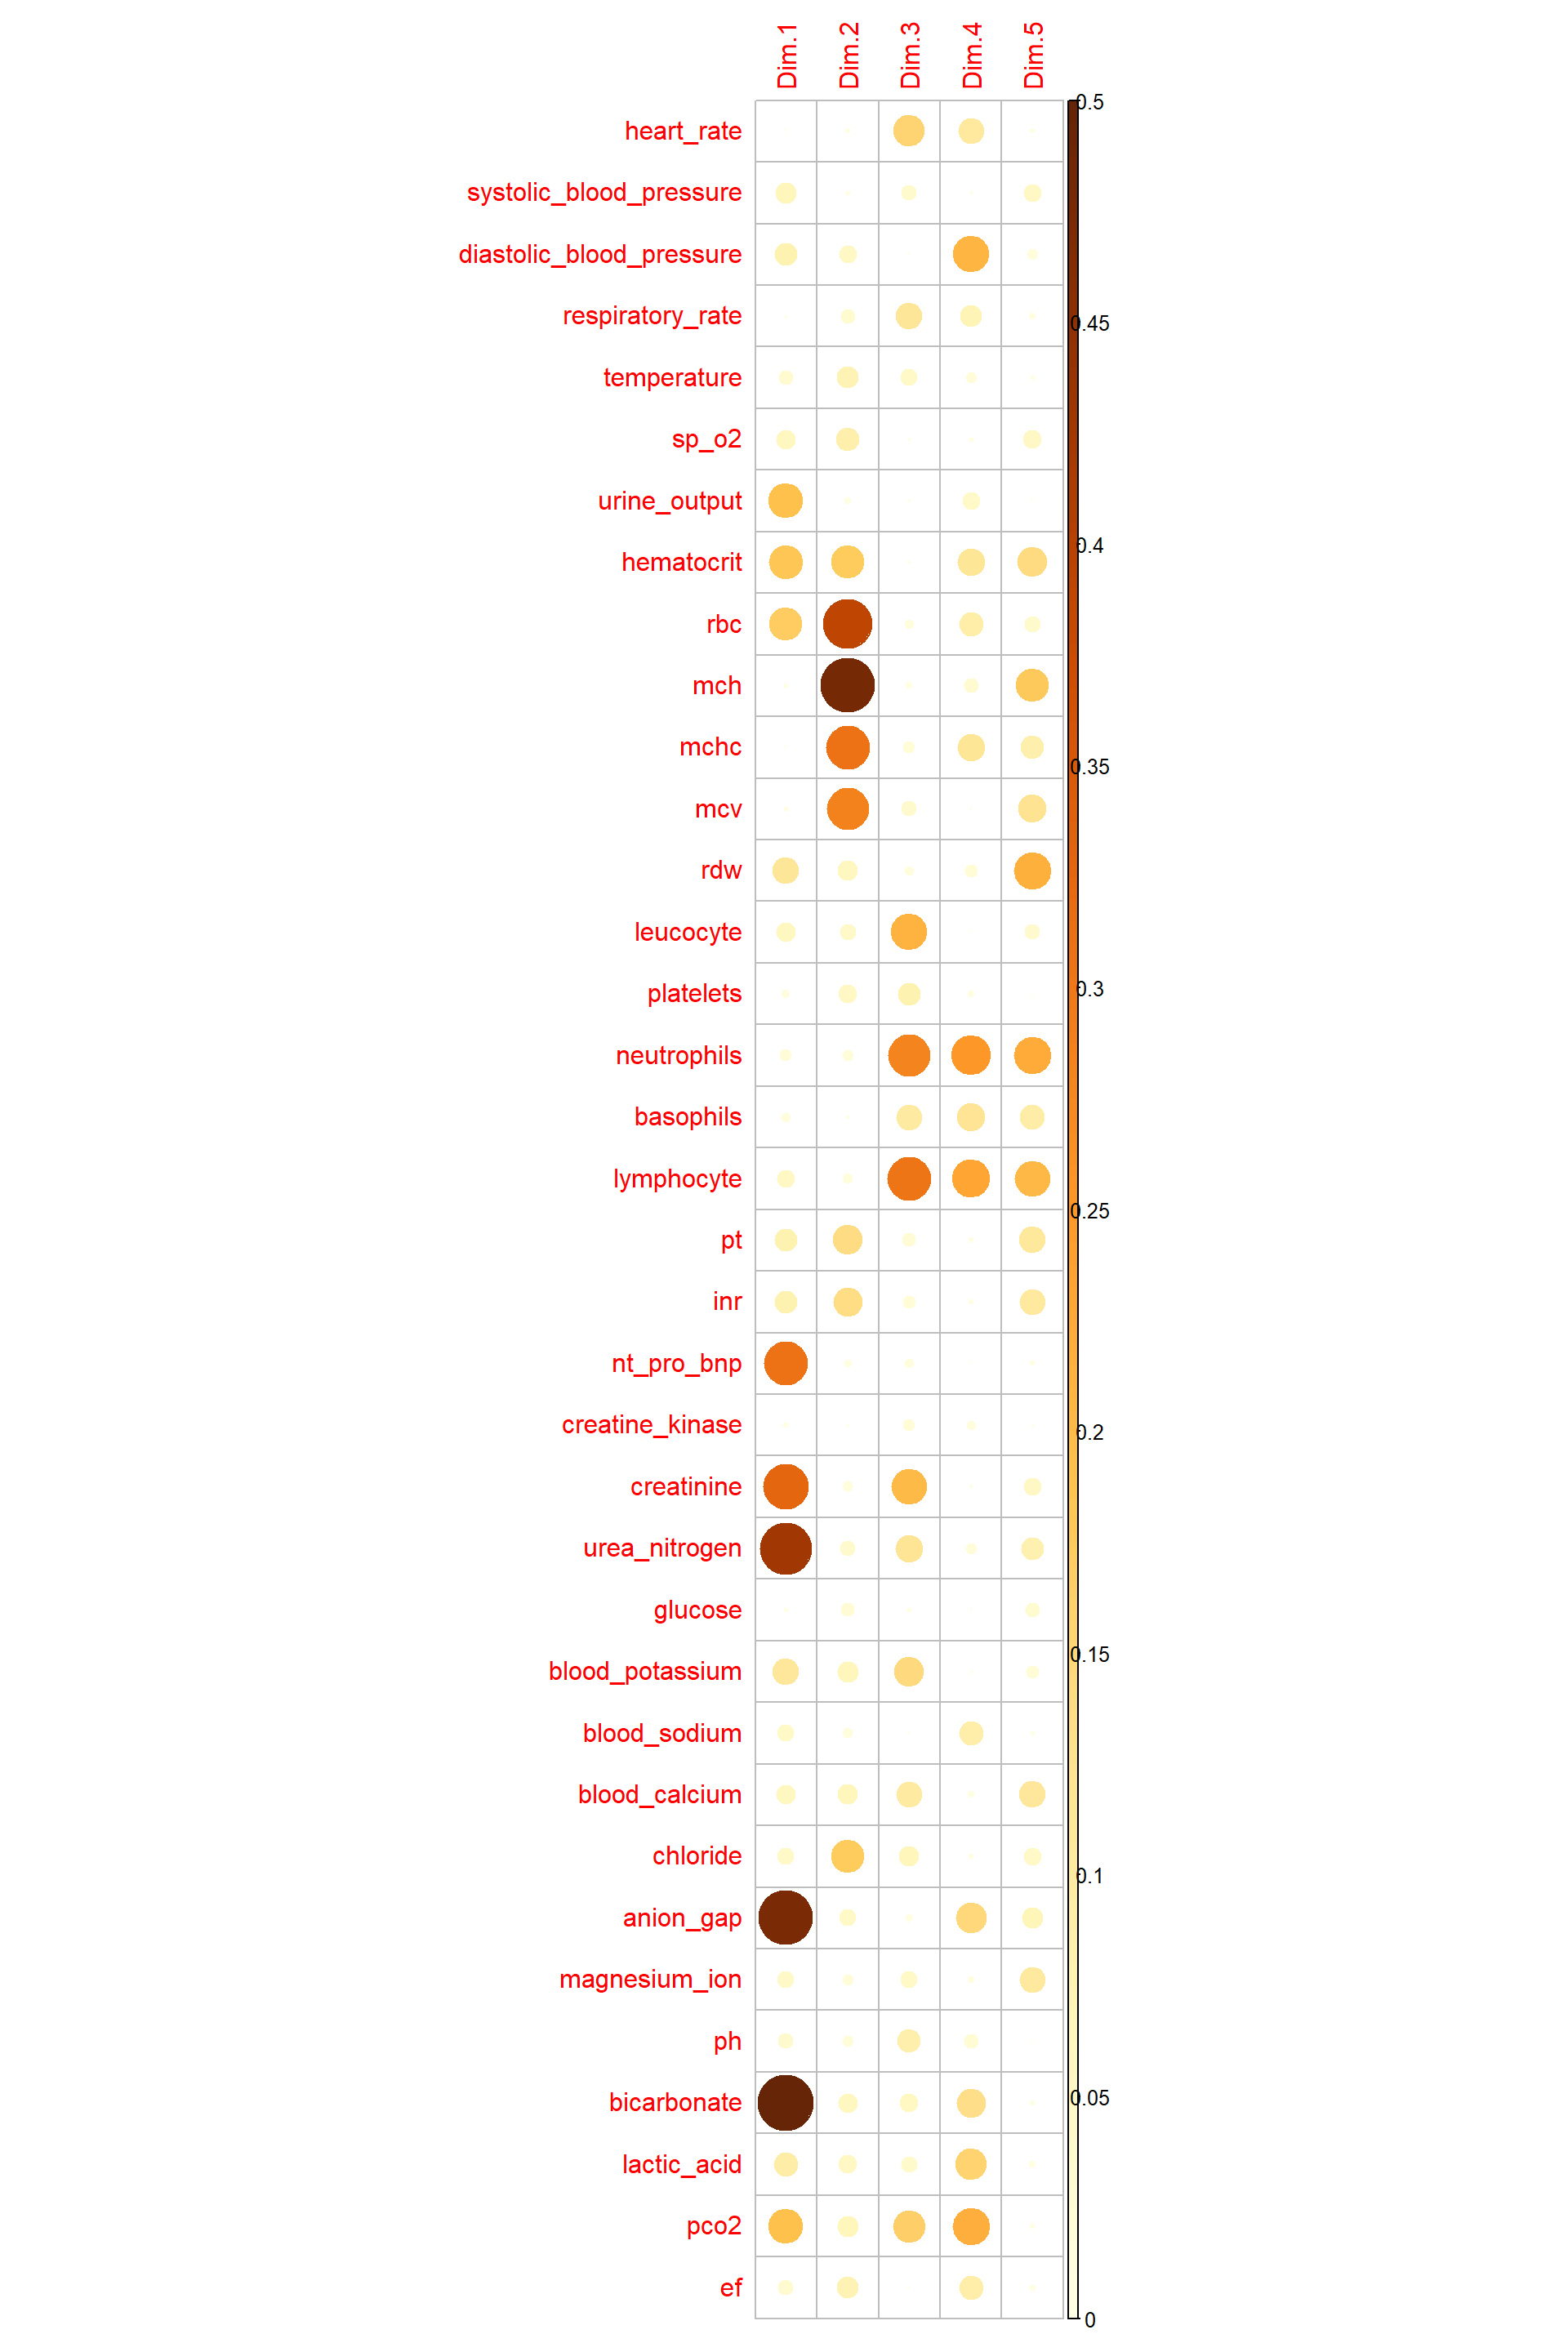 Dim.1
Dim.2
Dim.3
Dim.4
Dim.5
heart_rate
systolic_blood_pressure
diastolic_blood_pressure
respiratory_rate
temperature
sp_o2
urine_output
hematocrit
rbc
mch
mchc
mcv
rdw
leucocyte
platelets
neutrophils
basophils
lymphocyte
pt
inr
nt_pro_bnp
creatine_kinase
creatinine
urea_nitrogen
glucose
blood_potassium
blood_sodium
blood_calcium
chloride
anion_gap
magnesium_ion
ph
bicarbonate
lactic_acid
pco2
ef
0.5
0.45
0.4
0.35
0.3
0.25
0.2
0.15
0.1
0.05
0